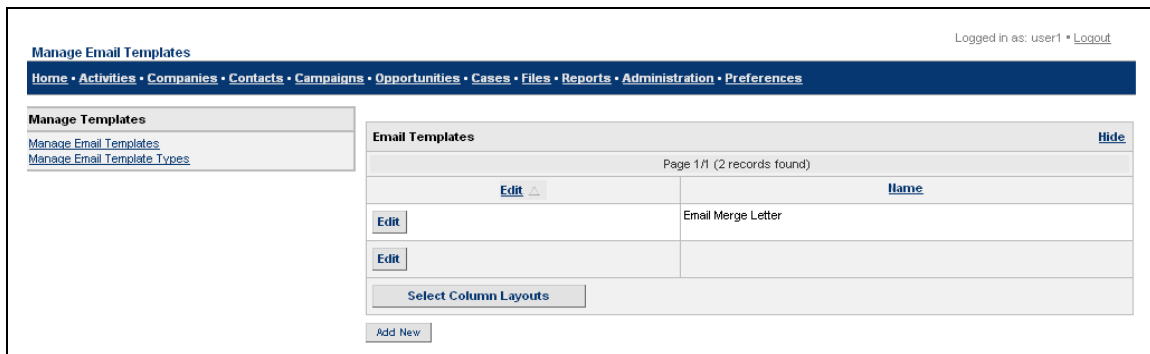 Logged in as: user1 • Logout
Manage Email Templates
Home • Activities • Companies • Contacts • Campaigns • Opportunities • Cases • Files • Reports • Administration • Preferences
Manage Templates
Manage Email Templates
Manage Email Template Types
Email Templates Hide
Page 1/1 (2 records found)
Edit △ Name
Edit Email Merge Letter
Edit
Select Column Layouts
Add New